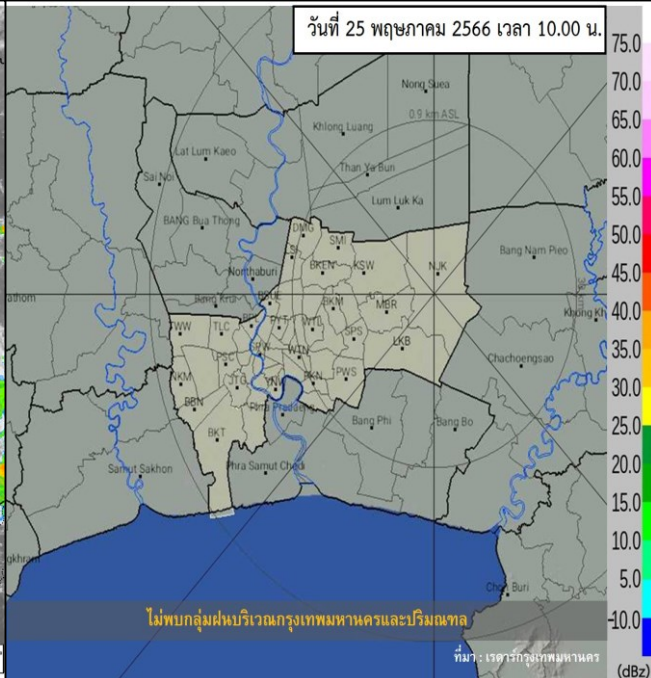 วันที่ 25 พฤษภาคม 2566 เวลา 10.00 น.
75.0
70.0
65.0
60.0
55.0
50.0
45.0
40.0
35.0
30.0
25.0
20.0
15.0
10.0
5.0
-10.0
(dBz)
Nong Suea
0.9 km ASL
Khlong Luang
Lat Lum Kaeo
Than Ya Buri
Sai Noi
Lum Luk Ka
BANG Bua Thong
DMG
SMI
Bang Nam Pieo
BKEN
KSW
NJK
Nonthaburi
BKM
MBR
TWW
TLC
PYT
SPS
LKB
Chachoengsao
PSC
WTN
NKM
JTG
PKN
PWS
BBN
BKT
Bang Phi
Bang Bo
Samut Sakhon
Phra Samut Chedi
Chon Buri
ไม่พบกลุ่มฝนบริเวณกรุงเทพมหานครและปริมณฑล
ที่มา : เรดาร์กรุงเทพมหานคร